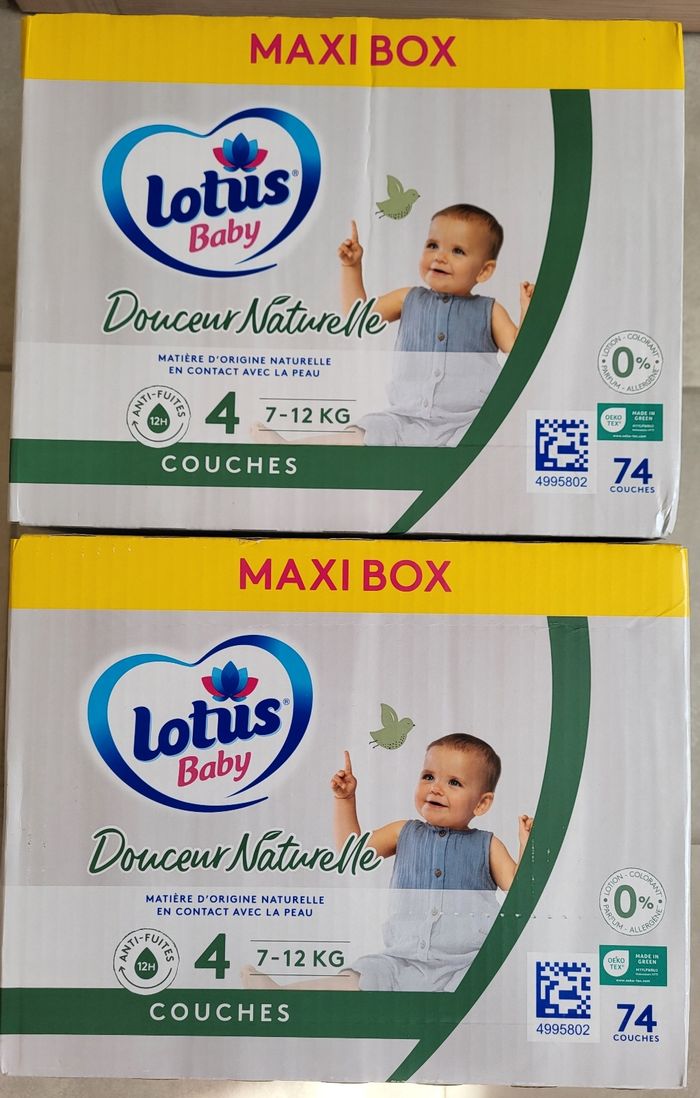 MAXI BOX
lotus®
Baby
Douceur Naturelle
MATIÈRE D'ORIGINE NATURELLE
EN CONTACT AVEC LA PEAU
ANTI-FUITES
12H
4
7-12 KG
COUCHES
LOTION - COLORANT
0%
PARFUM - ALLERGÈNE
OEKO
TEX®
MADE IN
GREEN
4995802
74
COUCHES
MAXI BOX
lotus®
Baby
Douceur Naturelle
MATIÈRE D'ORIGINE NATURELLE
EN CONTACT AVEC LA PEAU
ANTI-FUITES
12H
4
7-12 KG
COUCHES
LOTION - COLORANT
0%
PARFUM - ALLERGÈNE
OEKO
TEX®
MADE IN
GREEN
4995802
74
COUCHES